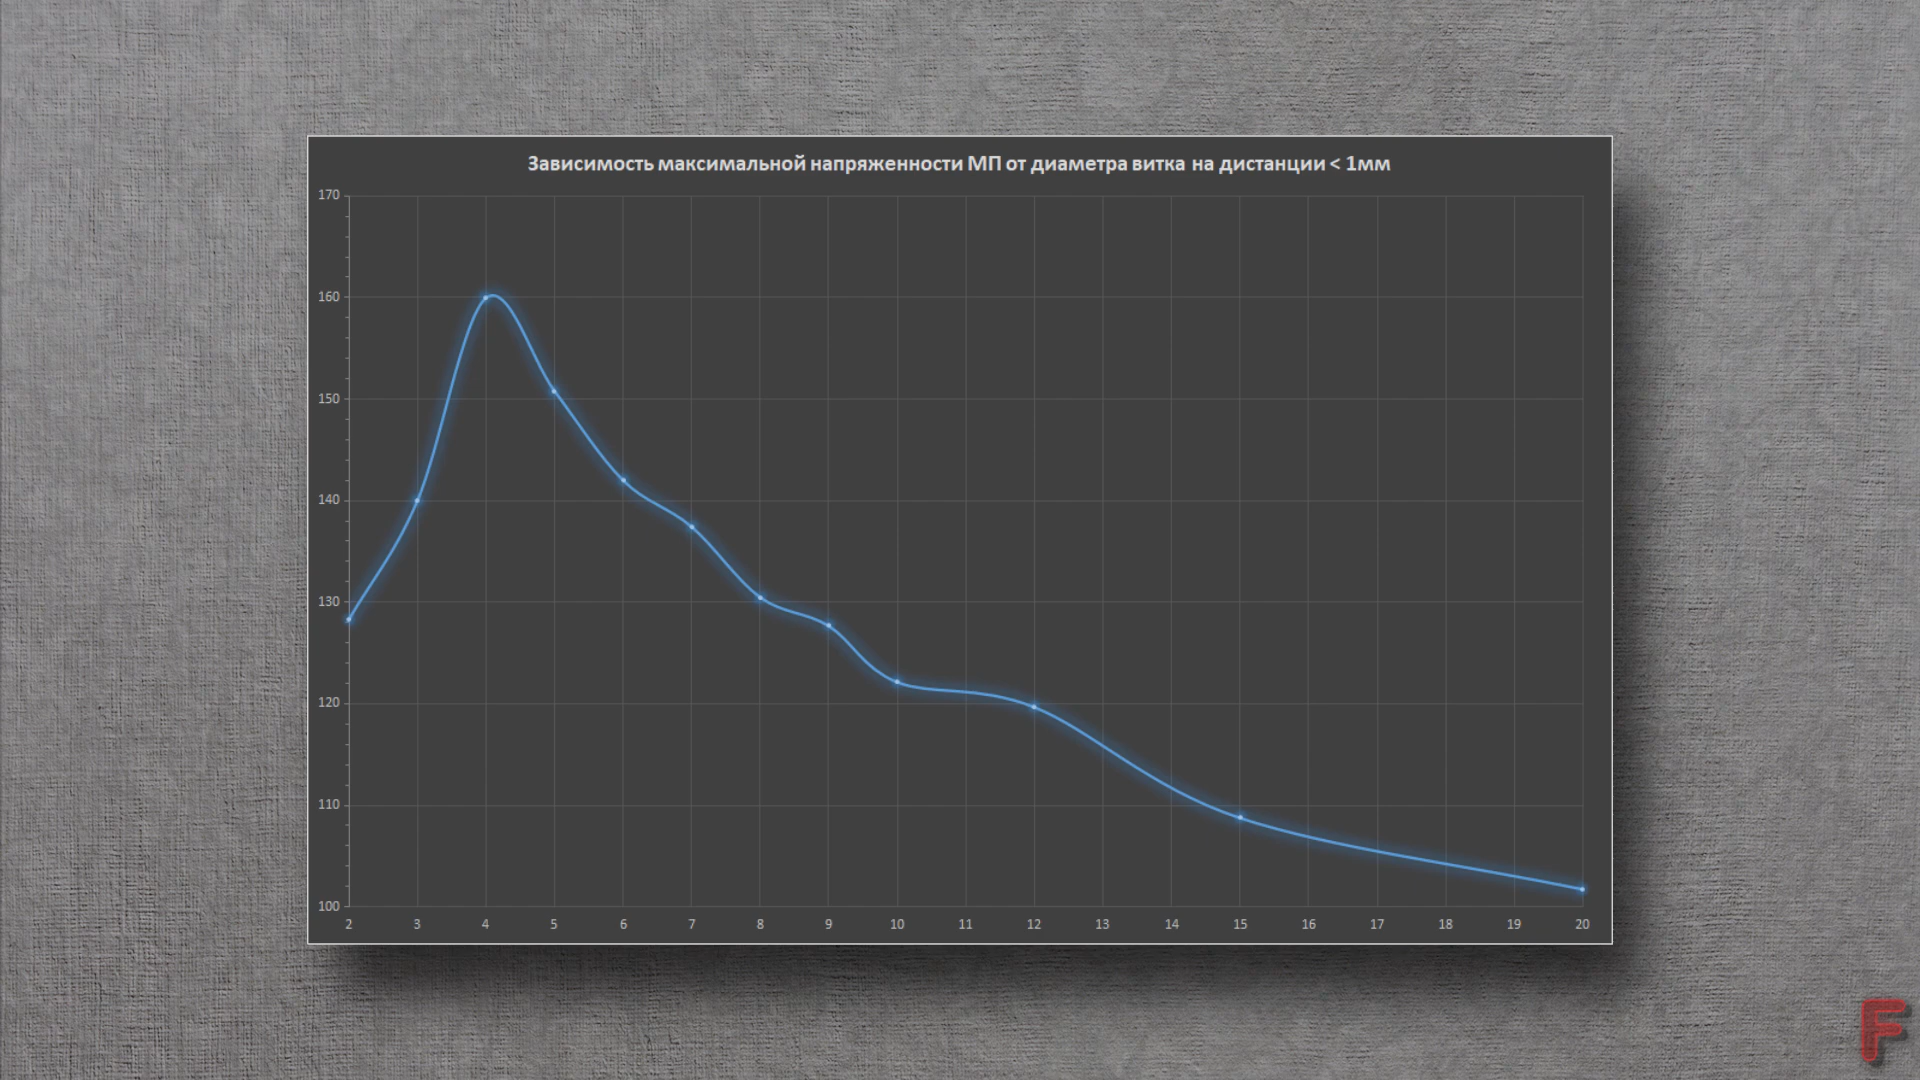 Зависимость максимальной напряженности МП от диаметра витка на дистанции < 1мм
170
160
150
140
130
120
110
100
2 3 4 5 6 7 8 9 10 11 12 13 14 15 16 17 18 19 20
F